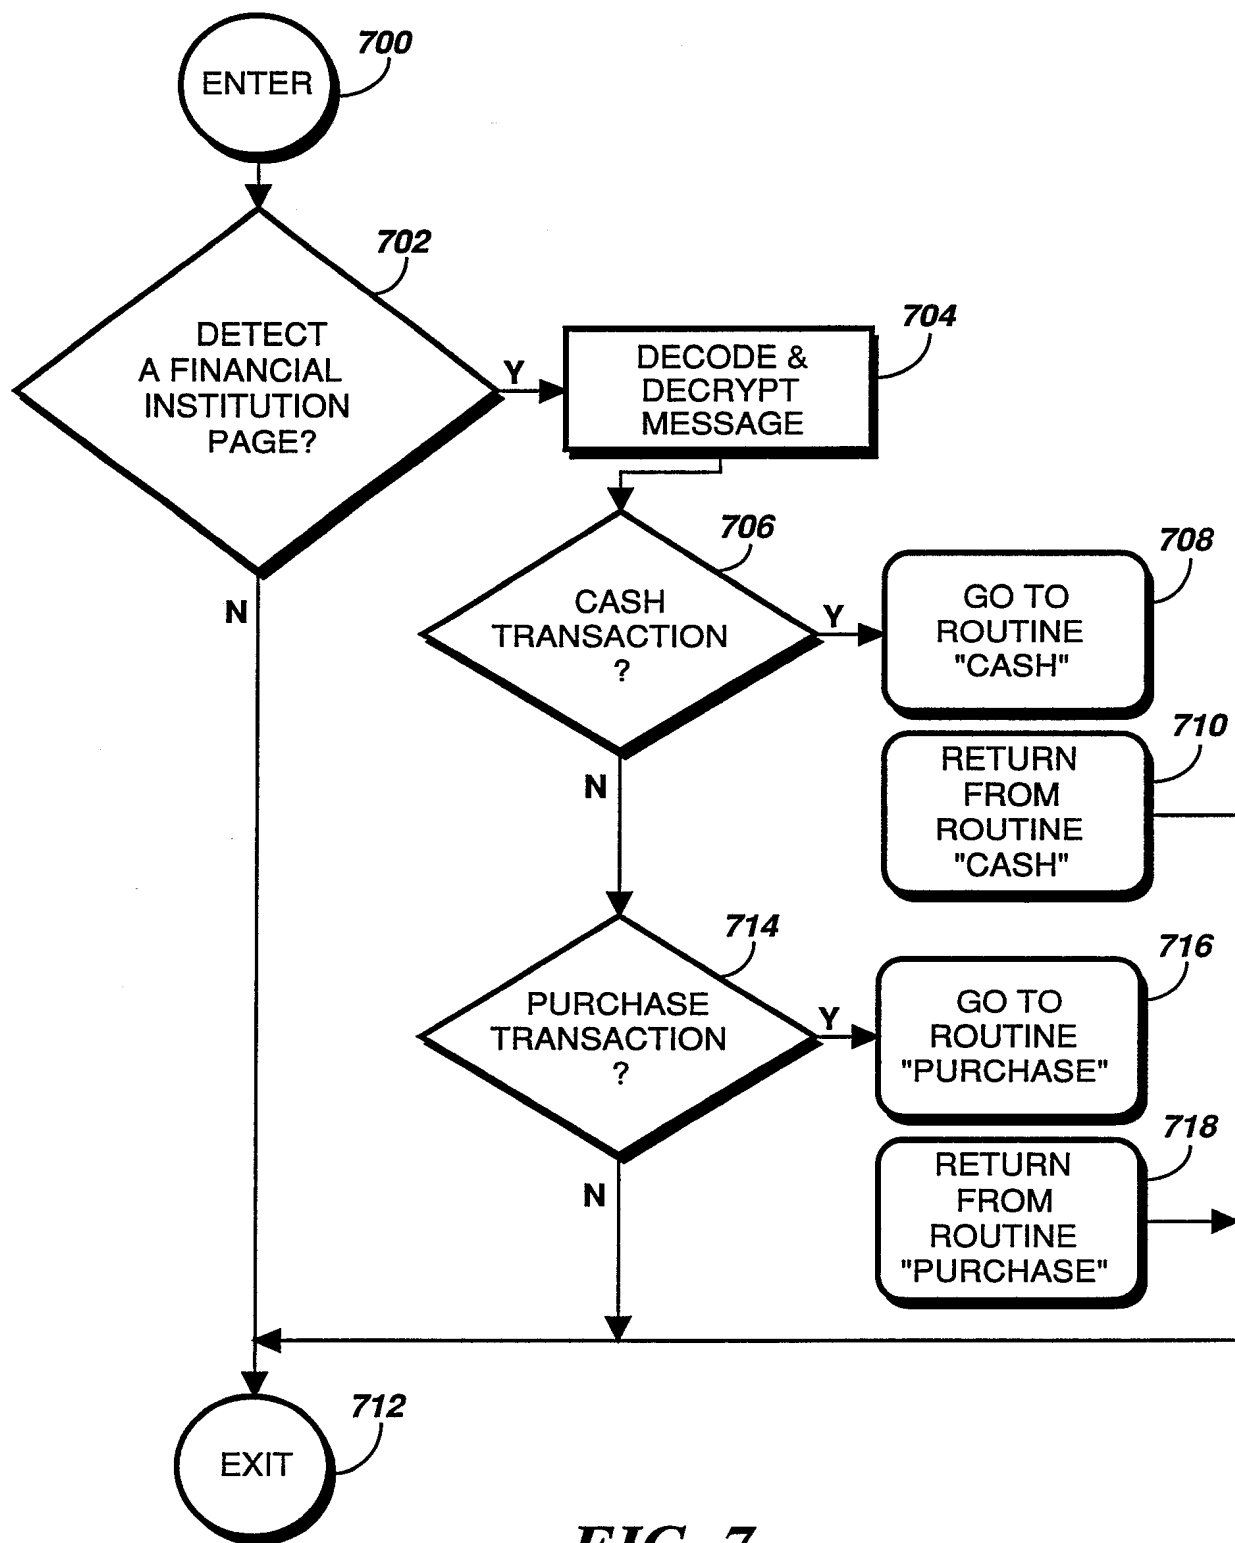 700
ENTER
702
DETECT
A FINANCIAL
INSTITUTION
PAGE?
Y
704
DECODE &
DECRYPT
MESSAGE
N
706
CASH
TRANSACTION
?
Y
708
GO TO
ROUTINE
"CASH"
710
RETURN
FROM
ROUTINE
"CASH"
N
714
PURCHASE
TRANSACTION
?
Y
716
GO TO
ROUTINE
"PURCHASE"
718
RETURN
FROM
ROUTINE
"PURCHASE"
N
712
EXIT
FIG. 7